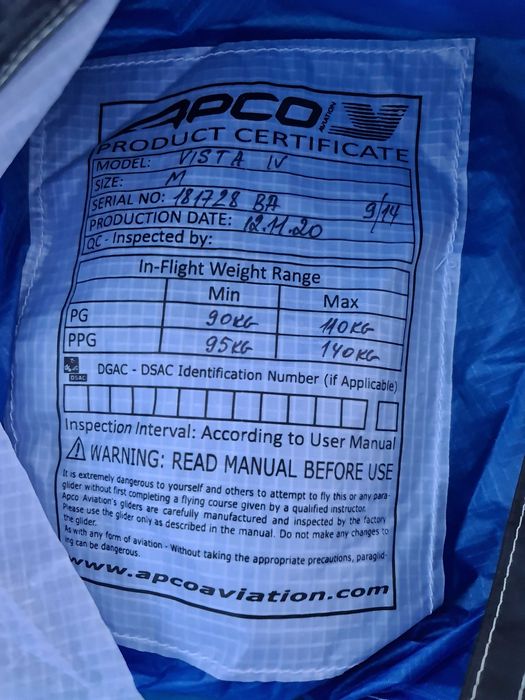 APCO AVIATION
PRODUCT CERTIFICATE
MODEL: VISTA IV
SIZE: M
SERIAL NO: 181728 BA 9/14
PRODUCTION DATE: 12.11.20
QC - Inspected by:
In-Flight Weight Range
Min Max
PG 90KG 110KG
PPG 95KG 140KG
DSAC DGAC - DSAC Identification Number (if Applicable)
Inspection Interval: According to User Manual
WARNING: READ MANUAL BEFORE USE
It is extremely dangerous to yourself and others to attempt to fly this or any para-
glider without first completing a flying course given by a qualified instructor.
Apco Aviation's gliders are carefully manufactured and inspected by the factory
Please use the glider only as described in the manual. Do not make any changes to
the glider.
As with any form of aviation - Without taking the appropriate precautions, paraglid-
ing can be dangerous.
www.apcoaviation.com